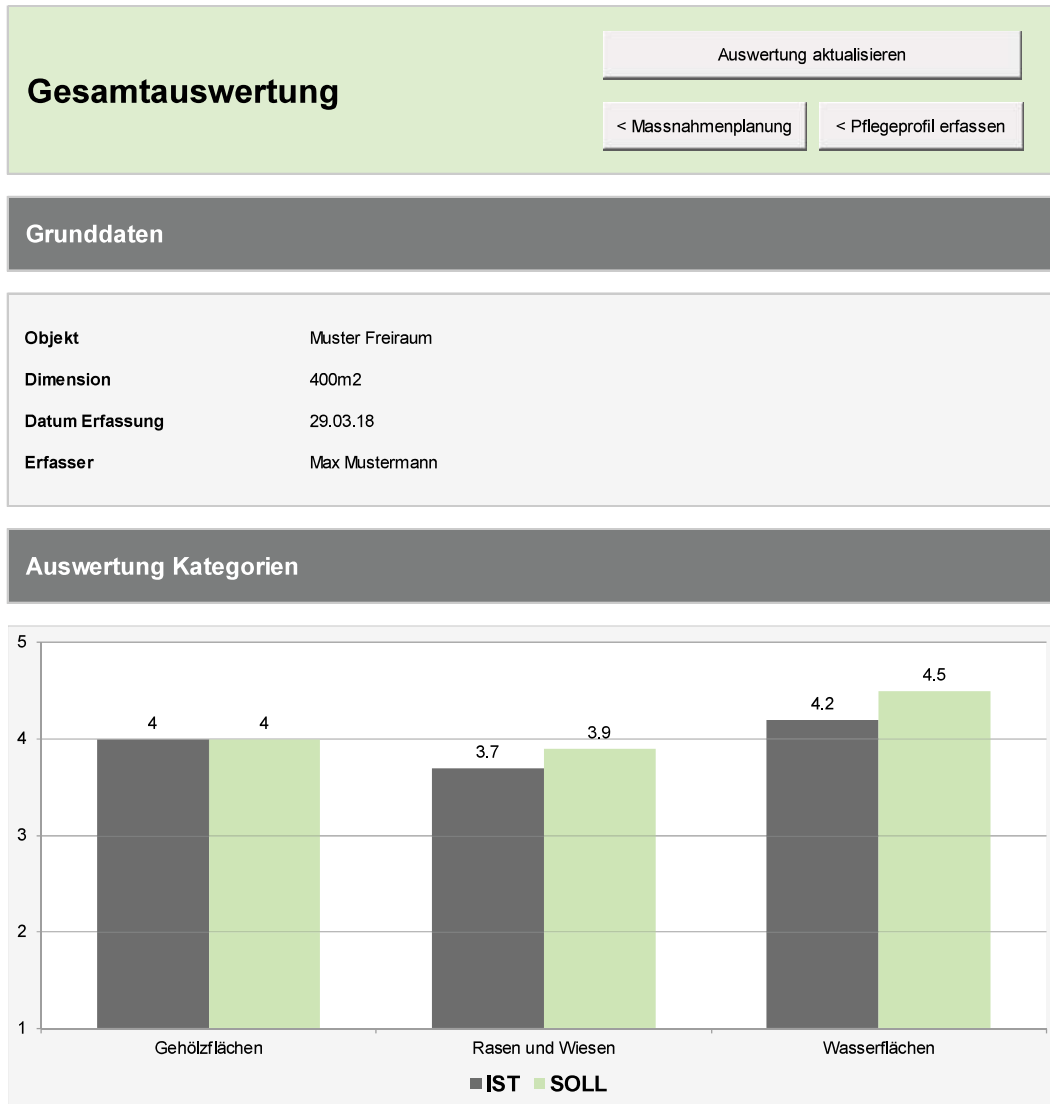 Gesamtauswertung
Auswertung aktualisieren
< Massnahmenplanung
< Pflegeprofil erfassen
Grunddaten
Objekt Muster Freiraum
Dimension 400m2
Datum Erfassung 29.03.18
Erfasser Max Mustermann
Auswertung Kategorien
5
4
3
2
1
4 4
3.7 3.9
4.2 4.5
Gehölzflächen Rasen und Wiesen Wasserflächen
IST SOLL